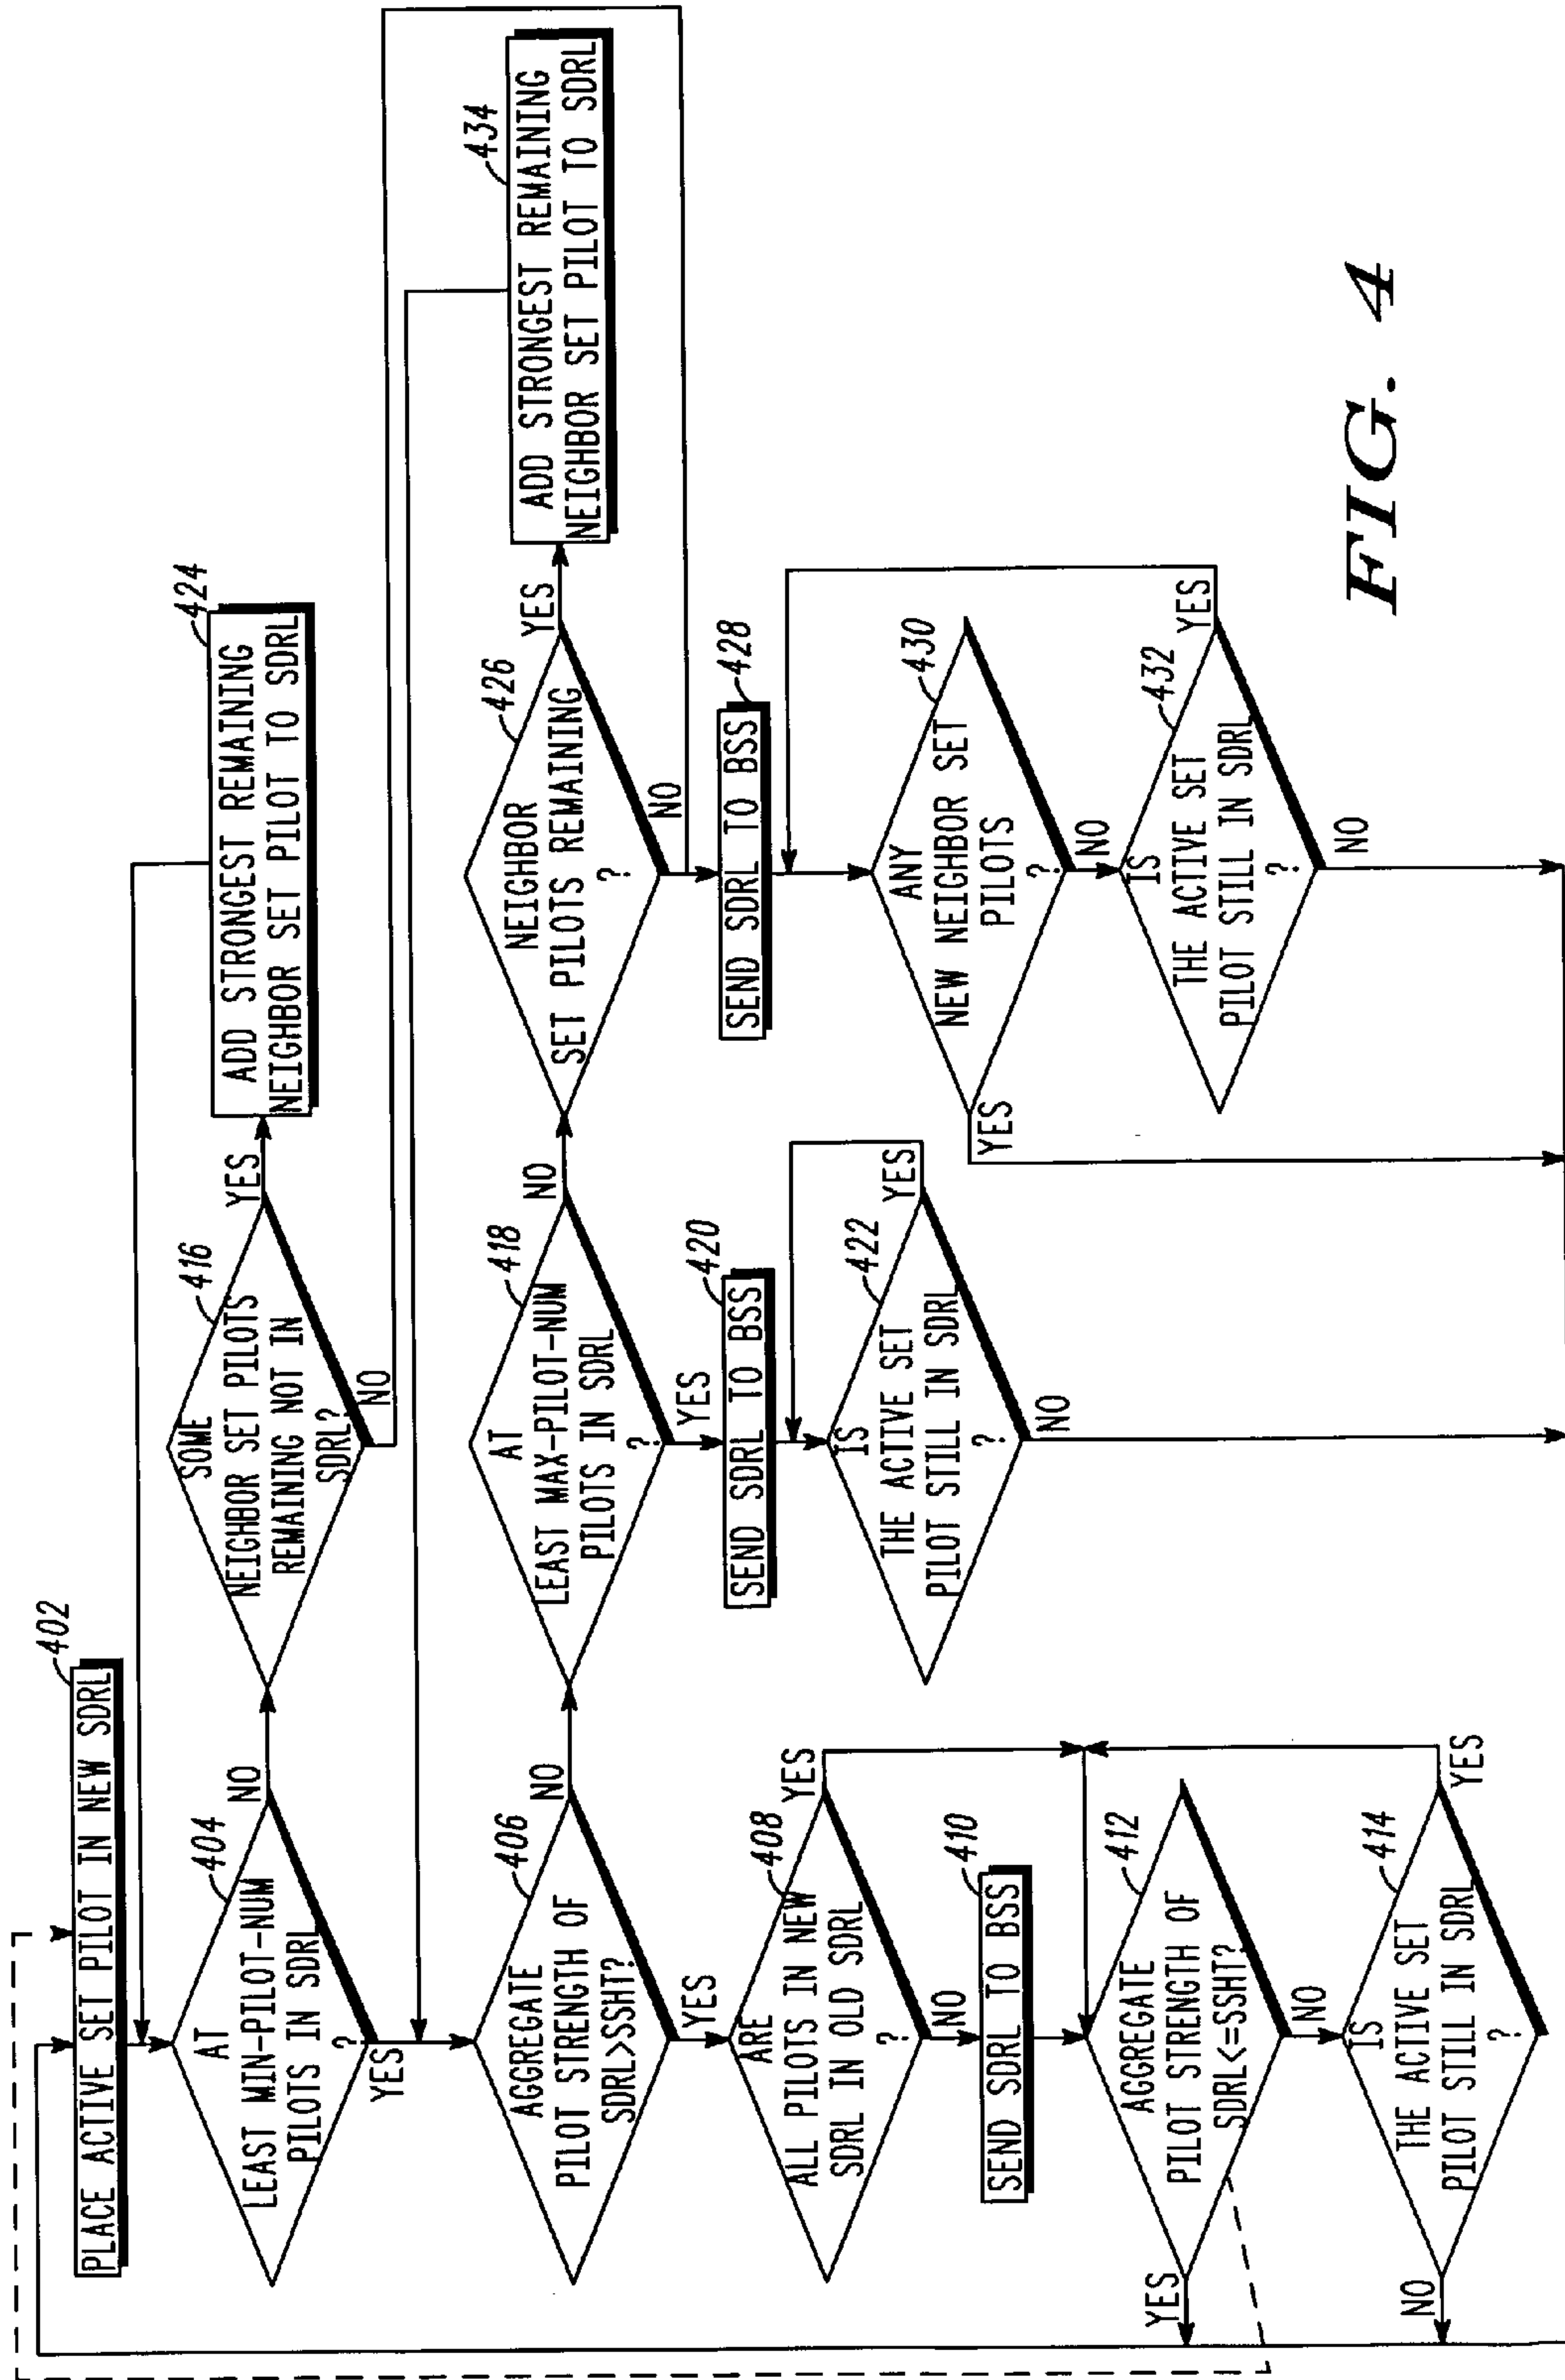 402
PLACE ACTIVE SET PILOT IN NEW SDRL
404
AT
LEAST MIN-PILOT-NUM
PILOTS IN SDRL
?
NO
YES
416
SOME
NEIGHBOR SET PILOTS
REMAINING NOT IN
SDRL?
YES
NO
424
ADD STRONGEST REMAINING
NEIGHBOR SET PILOT TO SDRL
406
AGGREGATE
PILOT STRENGTH OF
SDRL>SSHT?
NO
YES
418
AT
LEAST MAX-PILOT-NUM
PILOTS IN SDRL
?
NO
YES
426
NEIGHBOR
SET PILOTS REMAINING
?
YES
NO
434
ADD STRONGEST REMAINING
NEIGHBOR SET PILOT TO SDRL
408
ARE
ALL PILOTS IN NEW
SDRL IN OLD SDRL
?
YES
NO
410
SEND SDRL TO BSS
412
AGGREGATE
PILOT STRENGTH OF
SDRL<=SSHT?
YES
NO
414
IS
THE ACTIVE SET
PILOT STILL IN SDRL
?
NO
YES
420
SEND SDRL TO BSS
422
IS
THE ACTIVE SET
PILOT STILL IN SDRL
?
YES
NO
428
SEND SDRL TO BSS
430
ANY
NEW NEIGHBOR SET
PILOTS
?
YES
NO
432
IS
THE ACTIVE SET
PILOT STILL IN SDRL
?
YES
NO
FIG. 4